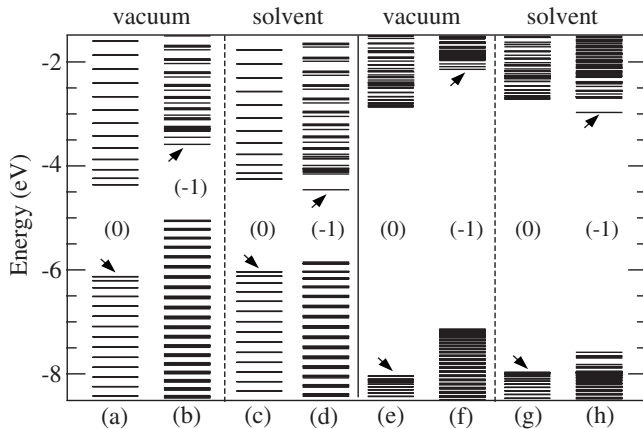 vacuum solvent vacuum solvent
-2
-4
-6
-8
Energy (eV)
(0) (-1) (0) (-1) (0) (-1) (0) (-1)
(a) (b) (c) (d) (e) (f) (g) (h)